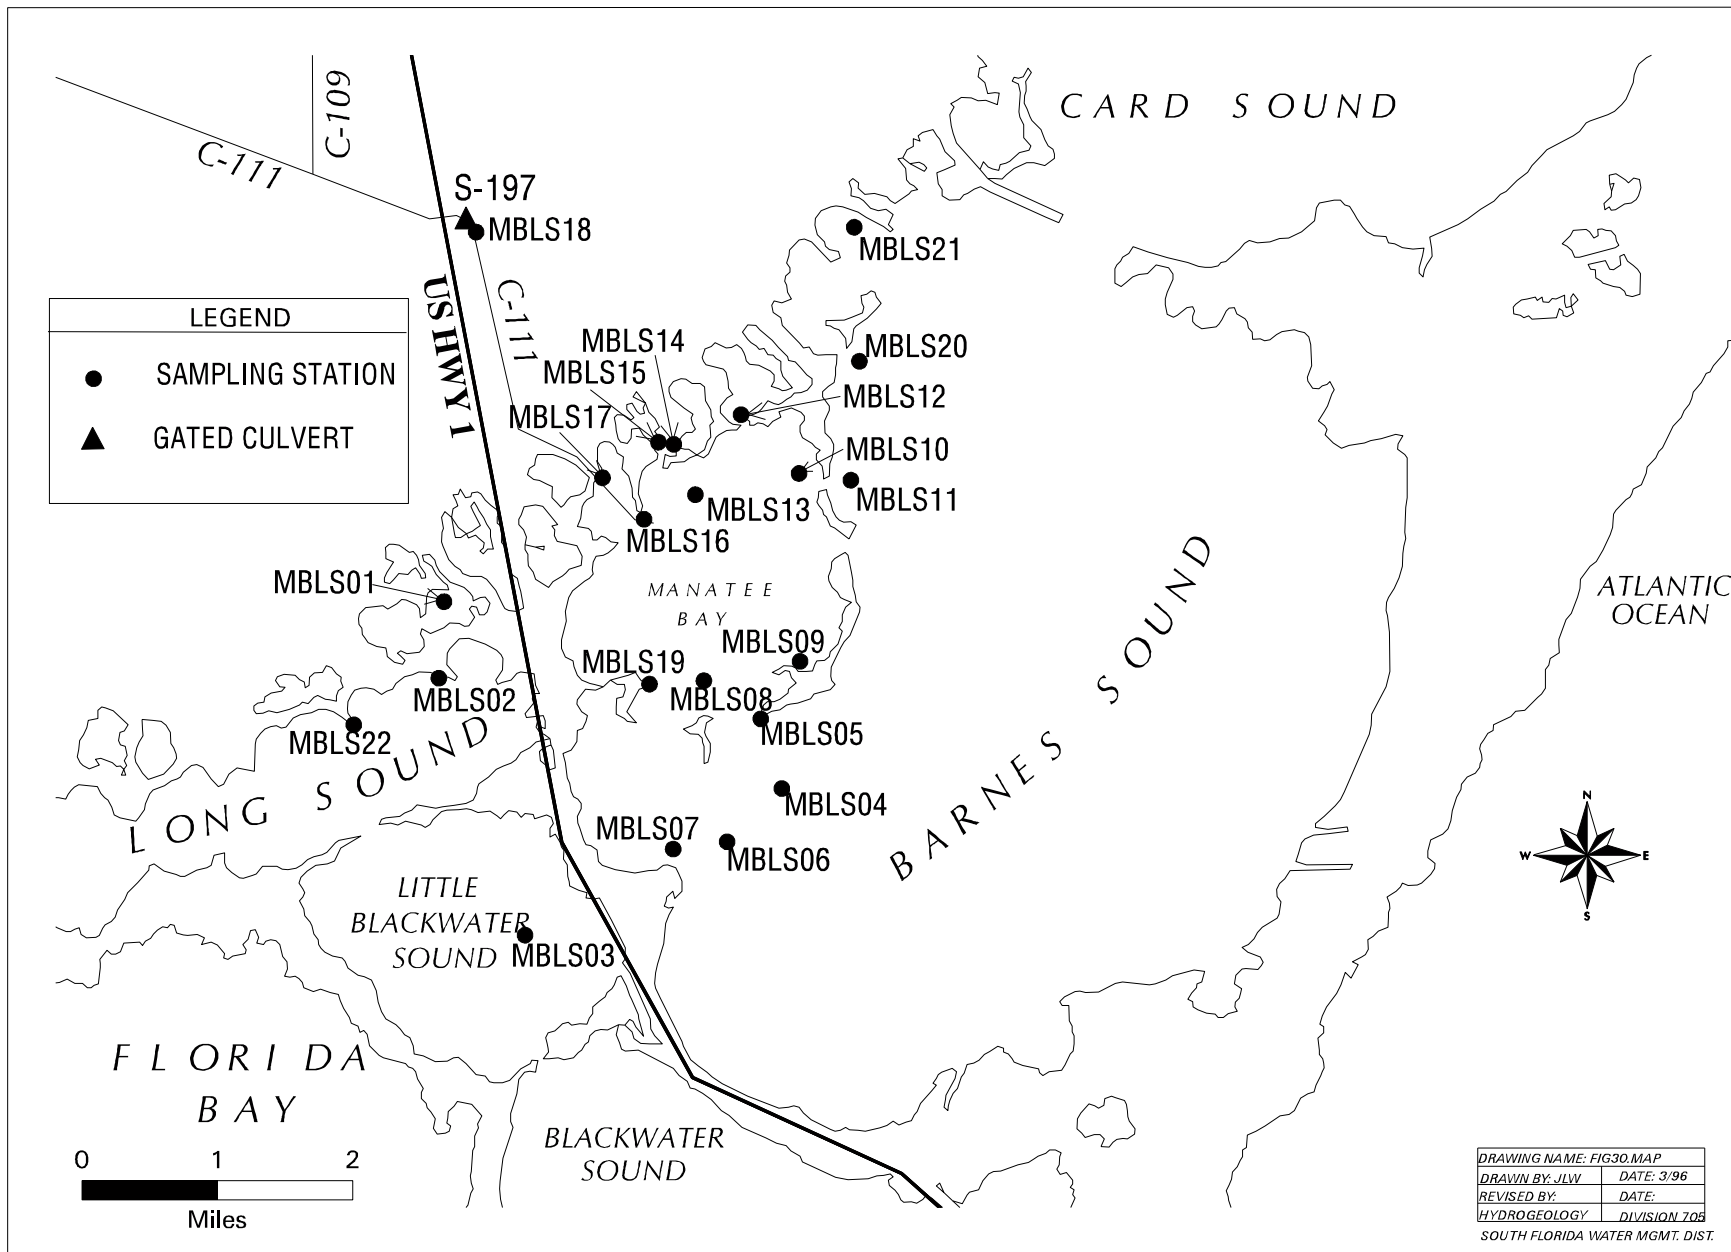 CARD SOUND
C-109
C-111
S-197
MBLS18
MBLS21
US HWY 1
C-111
LEGEND
SAMPLING STATION
GATED CULVERT
MBLS14
MBLS15
MBLS20
MBLS17
MBLS12
MBLS10
MBLS11
MBLS13
MBLS16
MBLS01
MANATEE
BAY
ATLANTIC
OCEAN
MBLS09
MBLS19
MBLS08
MBLS02
MBLS05
MBLS22
LONG SOUND
BARNES SOUND
MBLS04
MBLS07
MBLS06
N
W
E
S
LITTLE
BLACKWATER
SOUND
MBLS03
FLORIDA
BAY
BLACKWATER
SOUND
0 1 2
Miles
DRAWING NAME: FIG30.MAP
DRAWN BY: JLW DATE: 3/96
REVISED BY: DATE:
HYDROGEOLOGY DIVISION 705
SOUTH FLORIDA WATER MGMT. DIST.